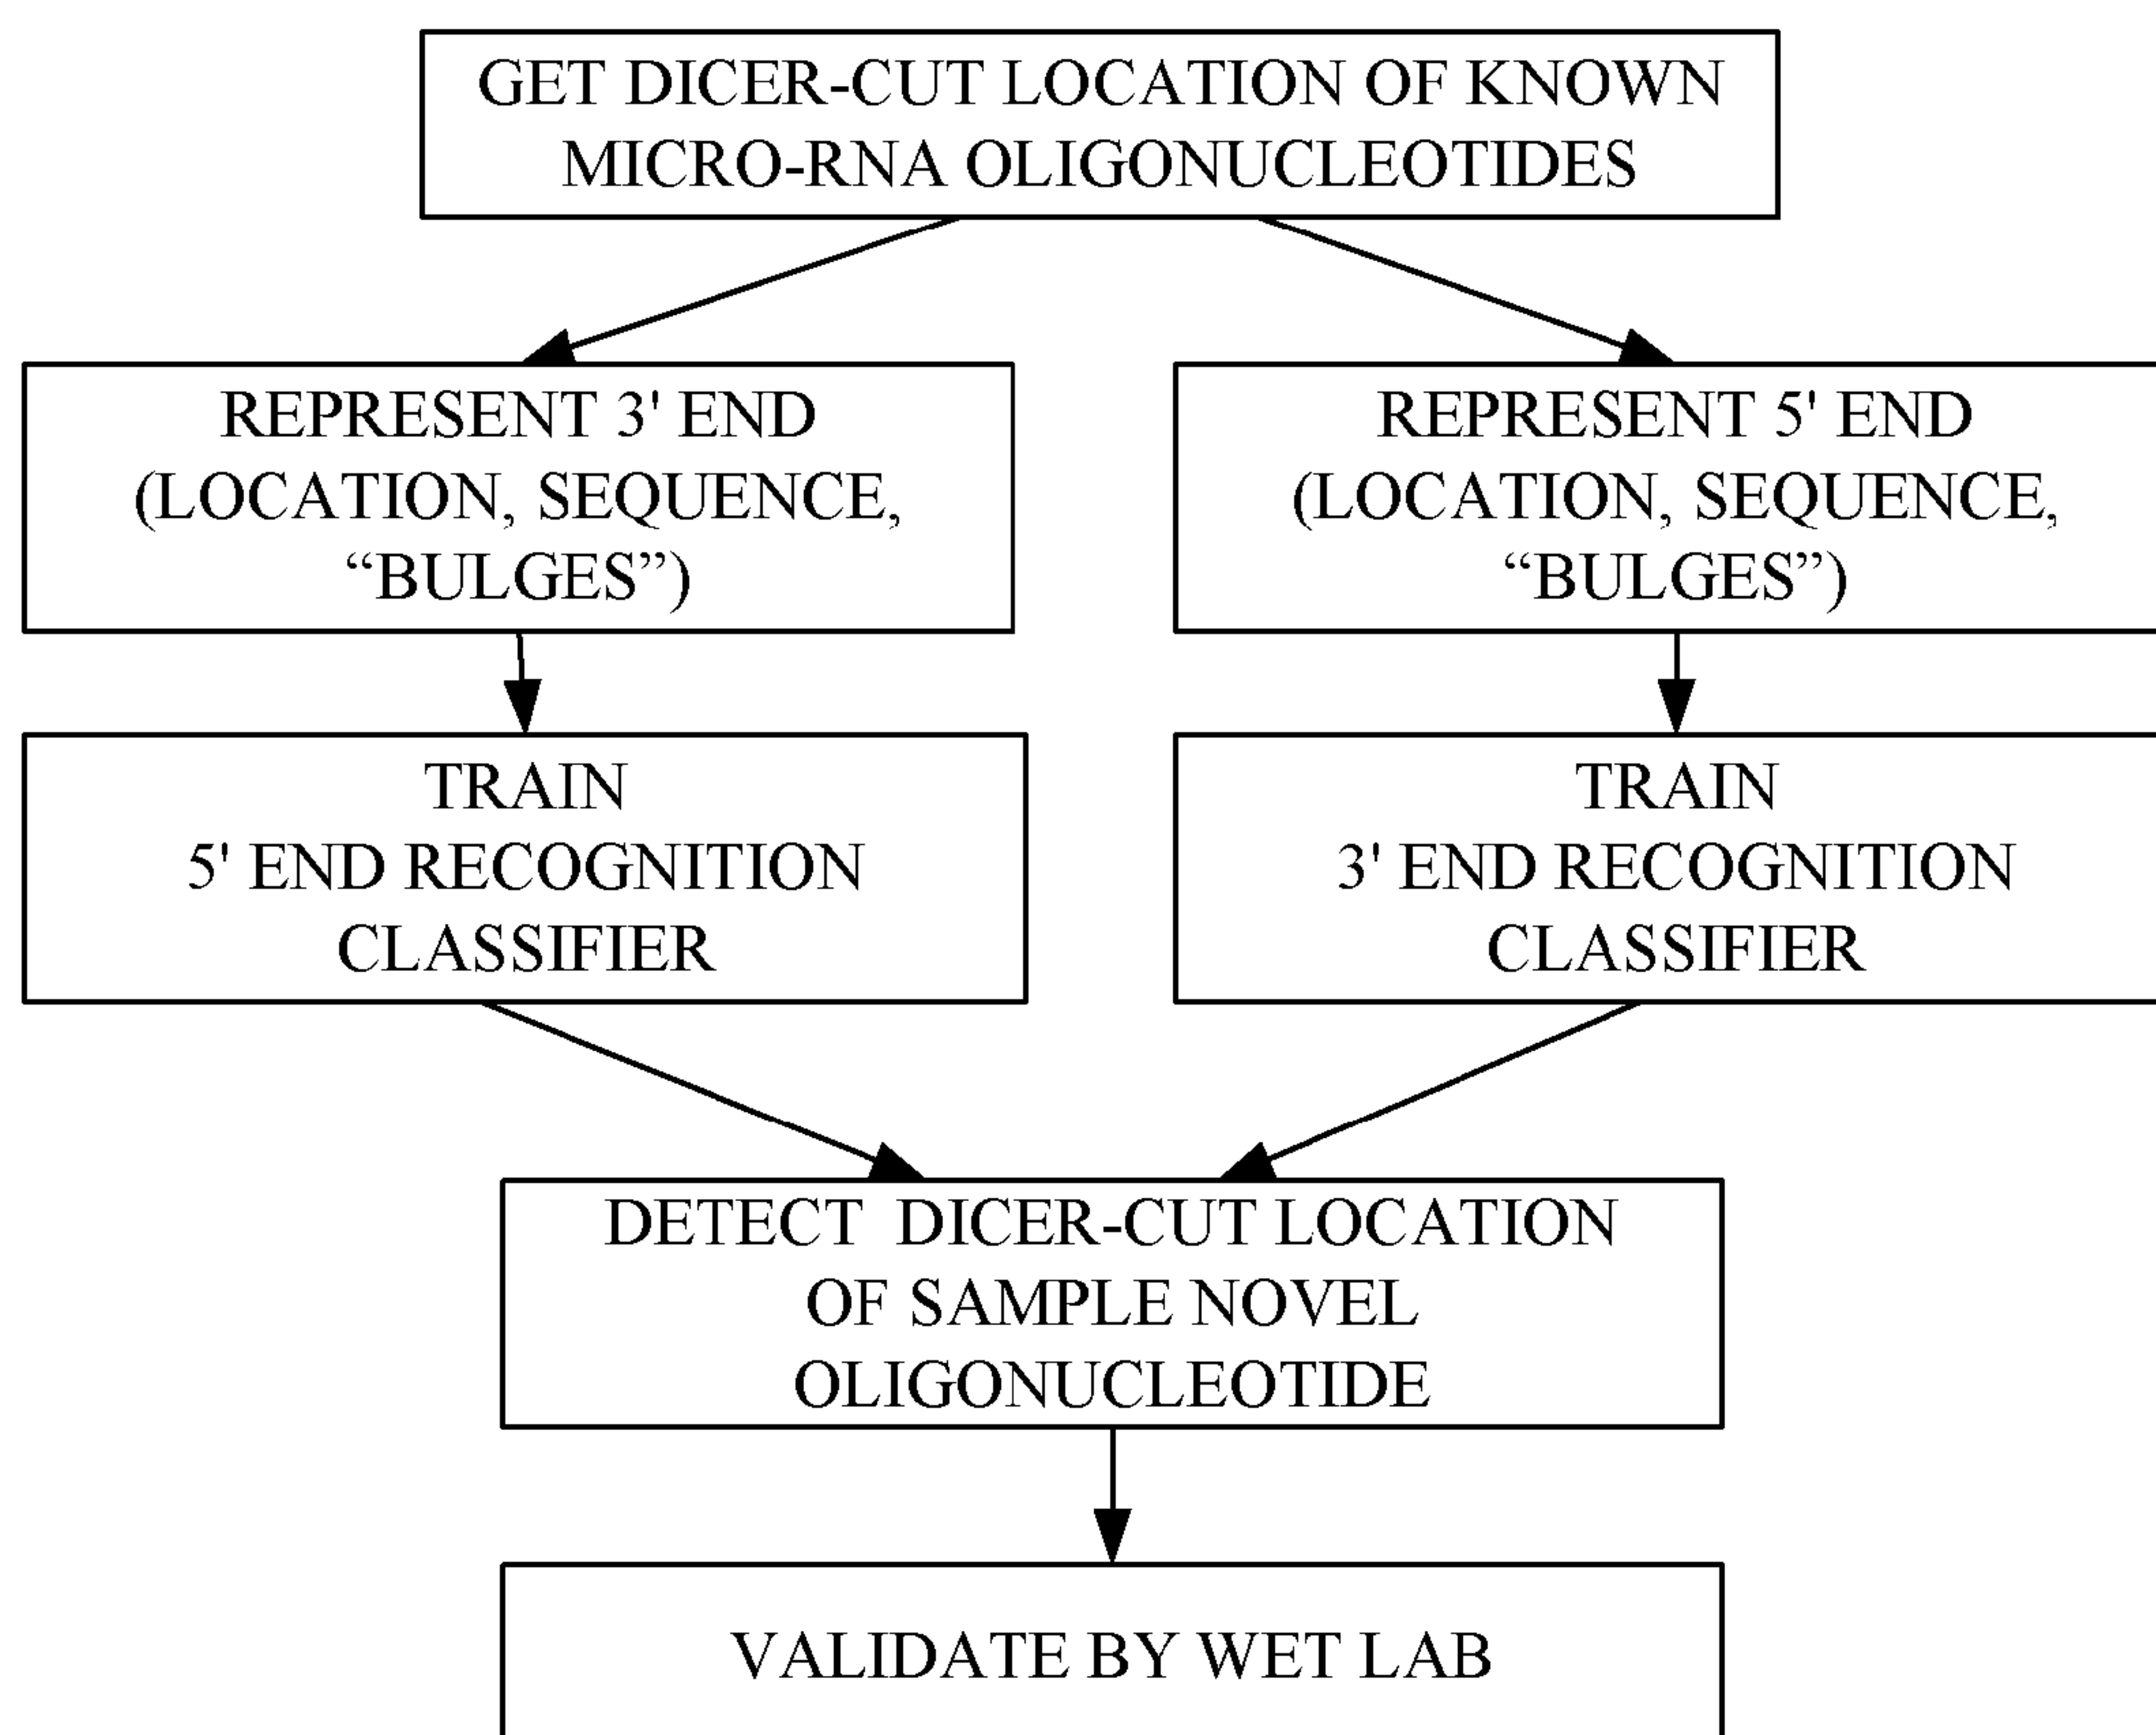 GET DICER-CUT LOCATION OF KNOWN
MICRO-RNA OLIGONUCLEOTIDES
REPRESENT 3' END
(LOCATION, SEQUENCE,
“BULGES”)
REPRESENT 5' END
(LOCATION, SEQUENCE,
“BULGES”)
TRAIN
5' END RECOGNITION
CLASSIFIER
TRAIN
3' END RECOGNITION
CLASSIFIER
DETECT DICER-CUT LOCATION
OF SAMPLE NOVEL
OLIGONUCLEOTIDE
VALIDATE BY WET LAB